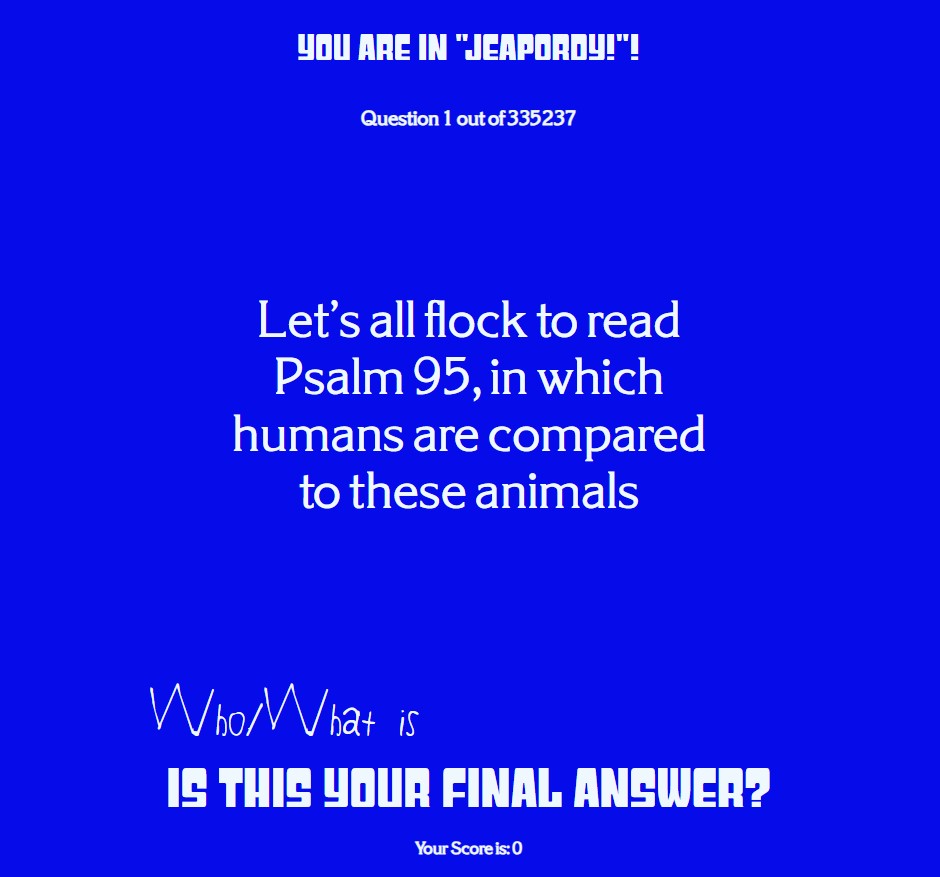 YOU ARE IN "JEAPORDY!"!
Question 1 out of 335237
Let’s all flock to read
Psalm 95, in which
humans are compared
to these animals
Who/What is
IS THIS YOUR FINAL ANSWER?
Your Score is: 0